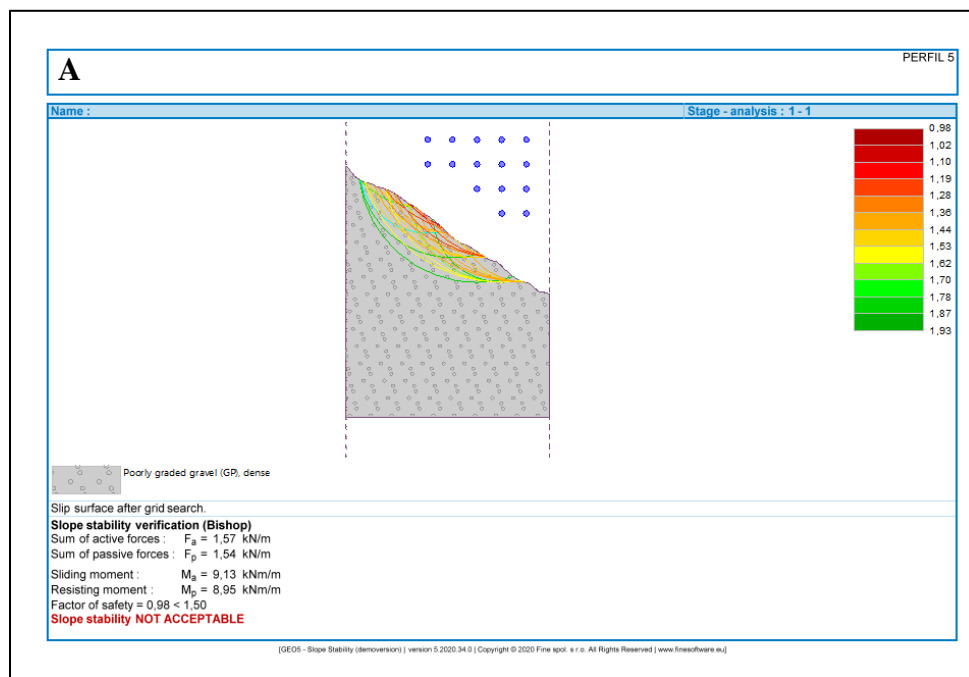 A
PERFIL 5
Name :
Stage - analysis : 1 - 1
0,98
1,02
1,10
1,19
1,28
1,36
1,44
1,53
1,62
1,70
1,78
1,87
1,93
Poorly graded gravel (GP), dense
Slip surface after grid search.
Slope stability verification (Bishop)
Sum of active forces : Fa = 1,57 kN/m
Sum of passive forces : Fp = 1,54 kN/m
Sliding moment : Ma = 9,13 kNm/m
Resisting moment : Mp = 8,95 kNm/m
Factor of safety = 0,98 < 1,50
Slope stability NOT ACCEPTABLE
[GEO5 - Slope Stability (demoversion) | version 5.2020.34.0 | Copyright © 2020 Fine spol. s r.o. All Rights Reserved | www.finesoftware.eu]